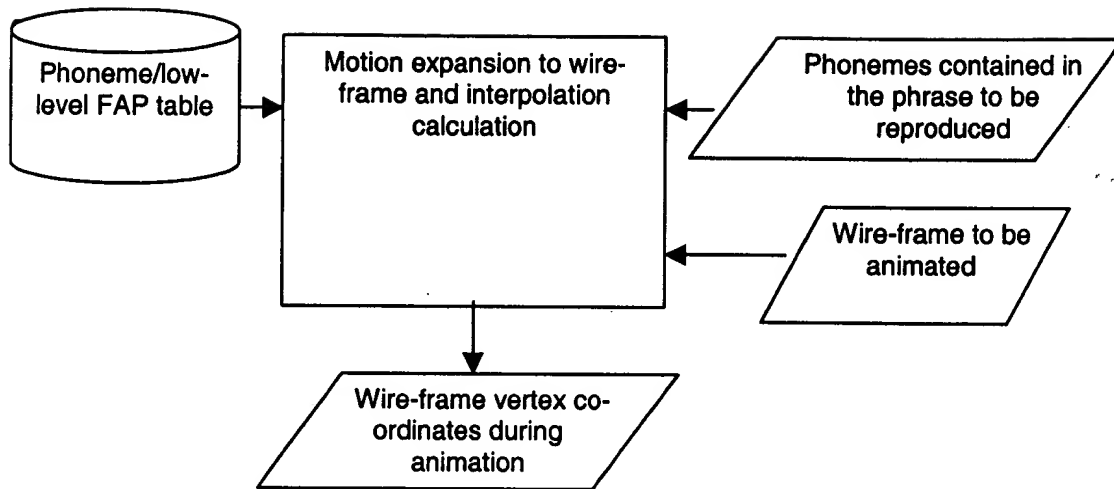 Phoneme/low-
level FAP table
Motion expansion to wire-
frame and interpolation
calculation
Phonemes contained in
the phrase to be
reproduced
Wire-frame to be
animated
Wire-frame vertex co-
ordinates during
animation